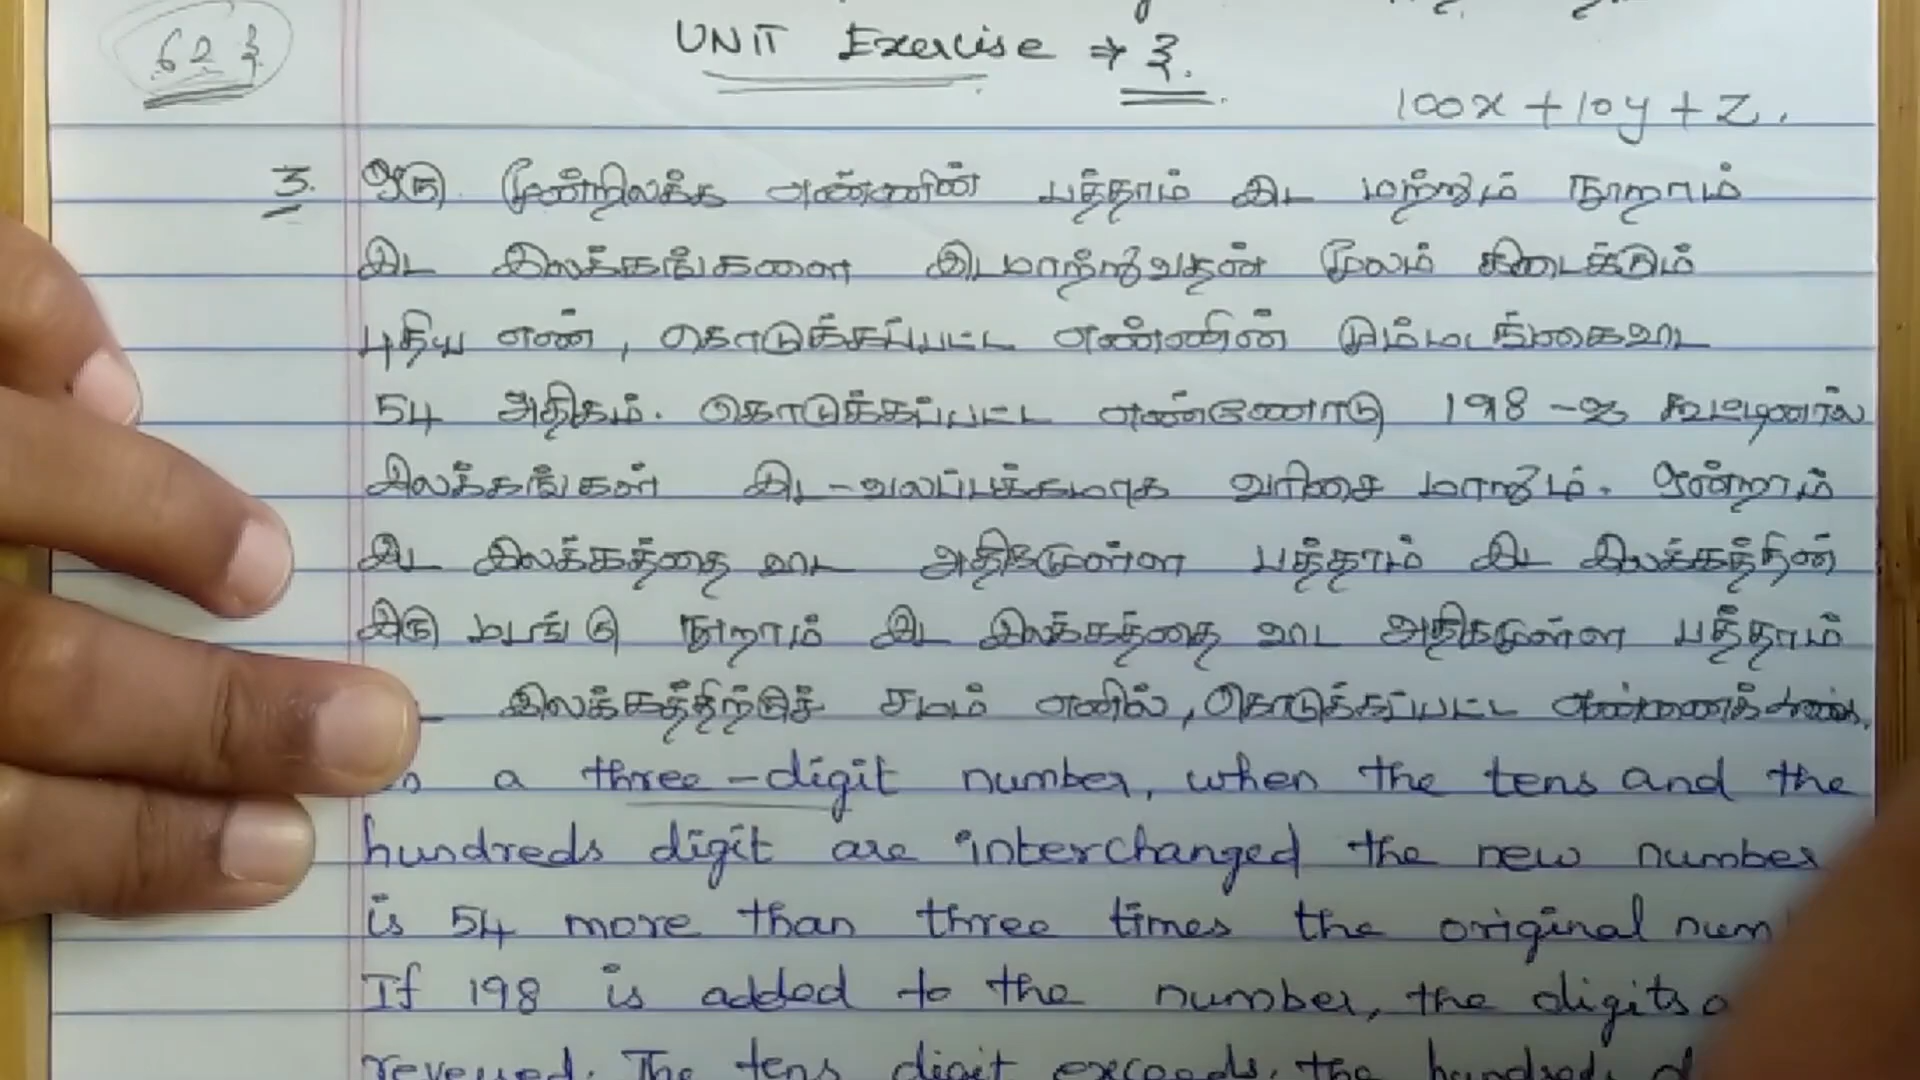 623
UNIT Exercise ⇒ 3.
100x + 10y + z.
3. ஒரு மூன்றிலக்க எண்ணின் பத்தாம் இட மற்றும் நூறாம்
இட இலக்கங்களை இடமாற்றுவதன் மூலம் கிடைக்கும்
புதிய எண், கொடுக்கப்பட்ட எண்ணின் மும்மடங்கைவிட
54 அதிகம். கொடுக்கப்பட்ட எண்ணோடு 198 -ஐ கூட்டினால்
இலக்கங்கள் இட-வலப்பக்கமாக வரிசை மாறும். ஒன்றாம்
இட இலக்கத்தை விட அதிகமுள்ள பத்தாம் இட இலக்கத்தின்
இரு மடங்கு நூறாம் இட இலக்கத்தை விட அதிகமுள்ள பத்தாம்
இலக்கத்திற்குச் சமம் எனில், கொடுக்கப்பட்ட
a three-digit number, when the tens and the
hundreds digit are interchanged the new number
is 54 more than three times the original num
If 198 is added to the number, the digits
reversed. The tens digit exceeds the hundreds